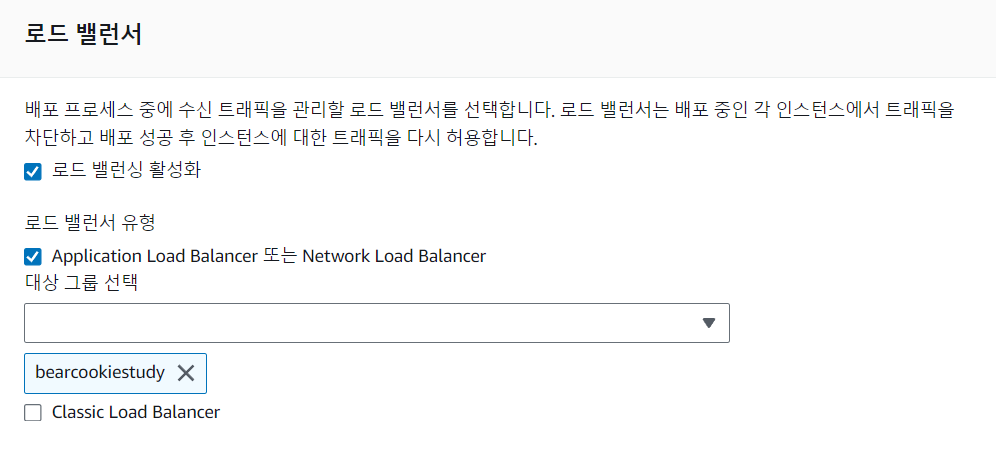 로드 밸런서
배포 프로세스 중에 수신 트래픽을 관리할 로드 밸런서를 선택합니다. 로드 밸런서는 배포 중인 각 인스턴스에서 트래픽을
차단하고 배포 성공 후 인스턴스에 대한 트래픽을 다시 허용합니다.
로드 밸런싱 활성화
로드 밸런서 유형
Application Load Balancer 또는 Network Load Balancer
대상 그룹 선택
bearcookiestudy
Classic Load Balancer